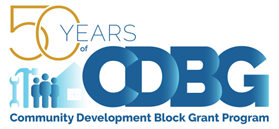 50 YEARS
of
CDBG
Community Development Block Grant Program